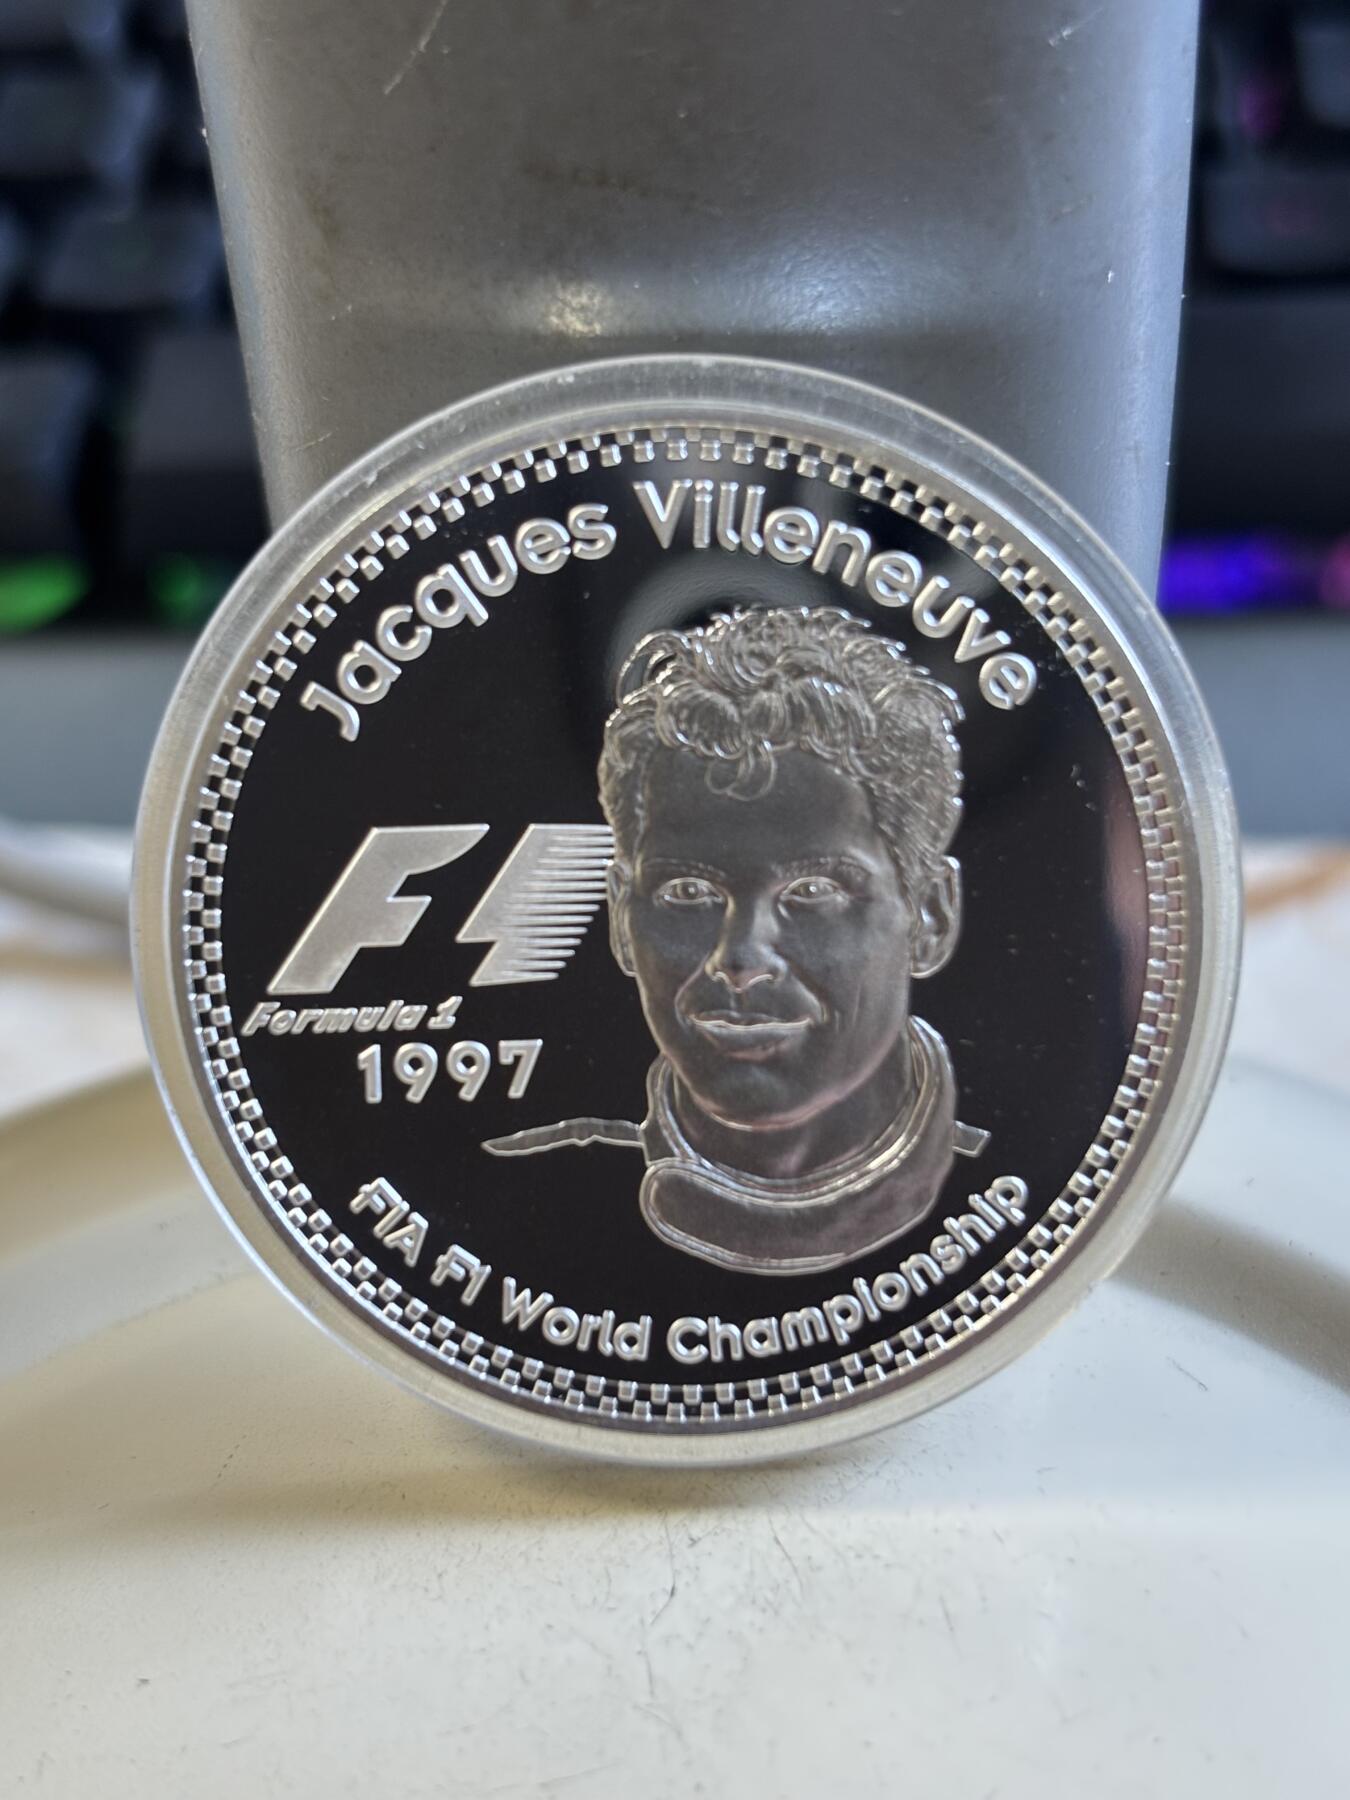 Jacques Villeneuve
F1
Formula 1
1997
FIA F1 World Championship